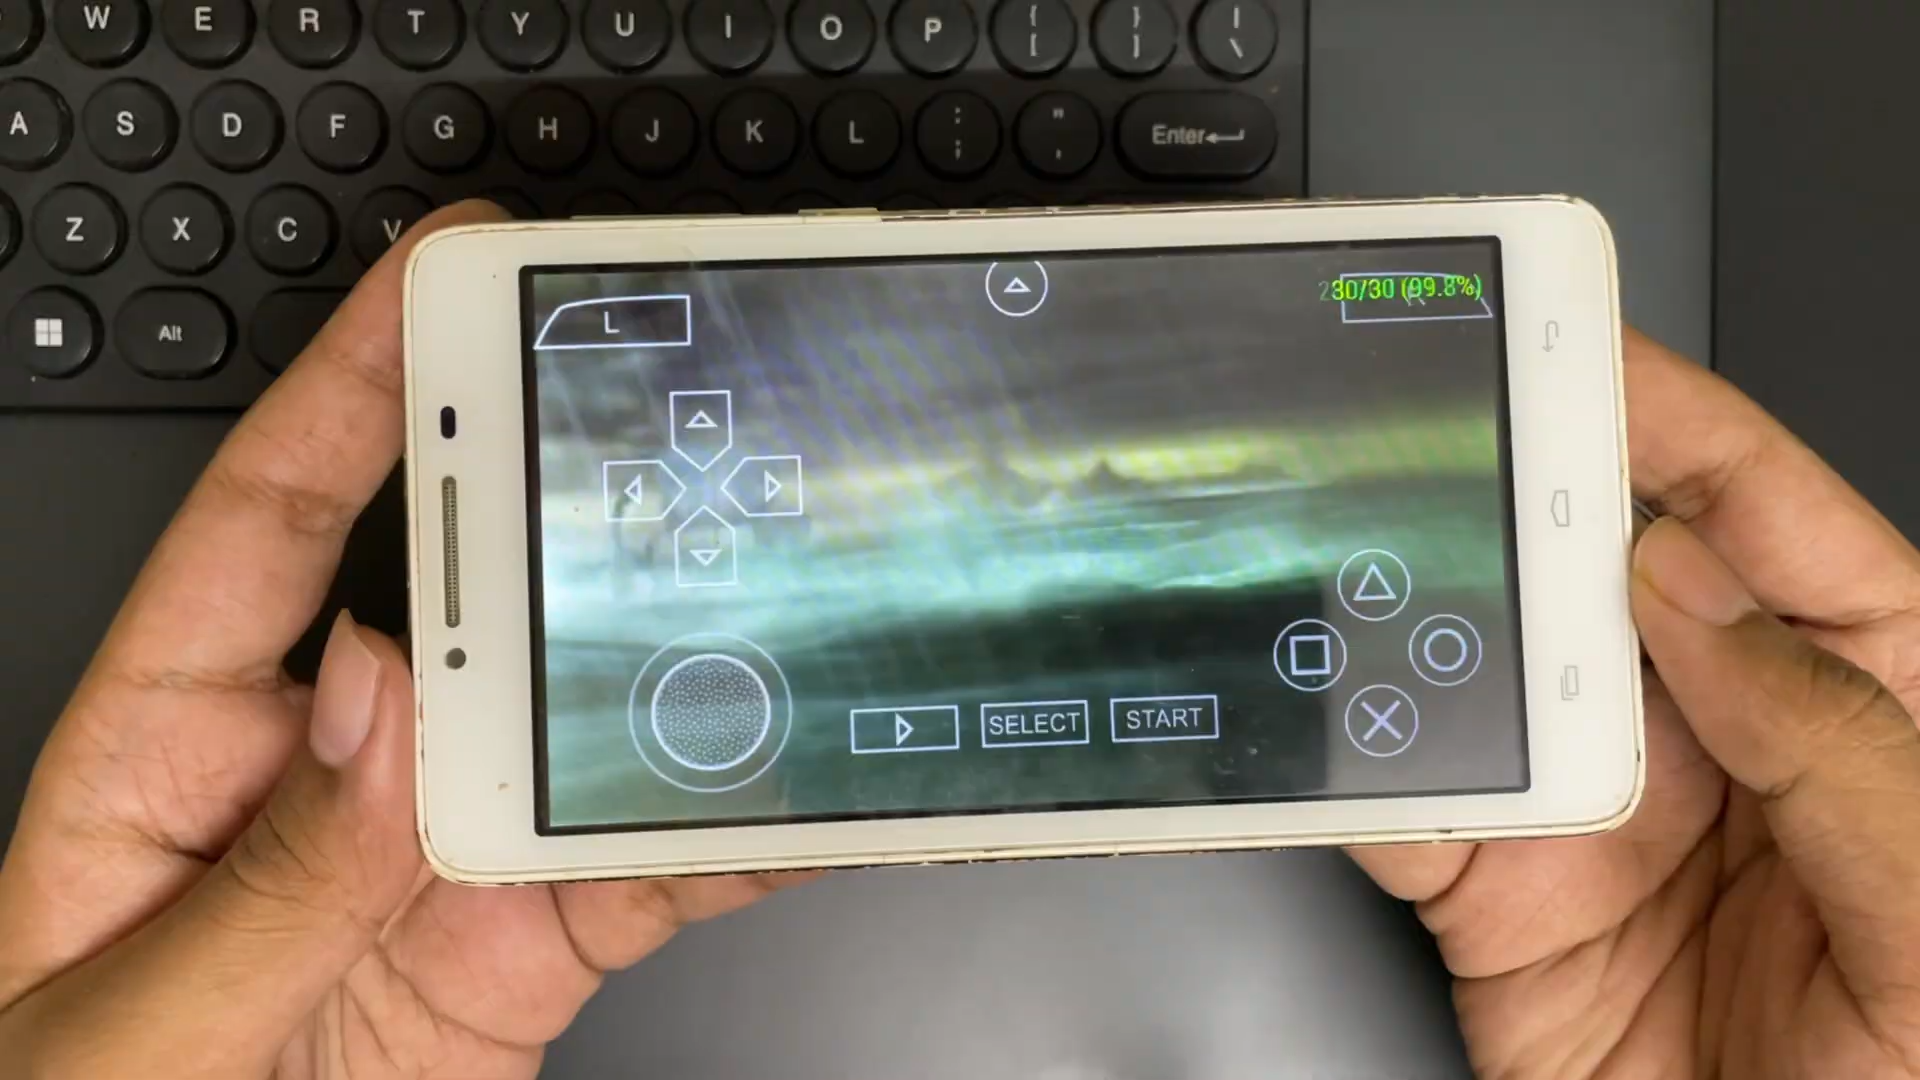 W E R T Y U I O P { [ } ] | \
A S D F G H J K L : ; " ' Enter
Z X C V
Alt
L
30/30 (99.8%)
R
SELECT
START